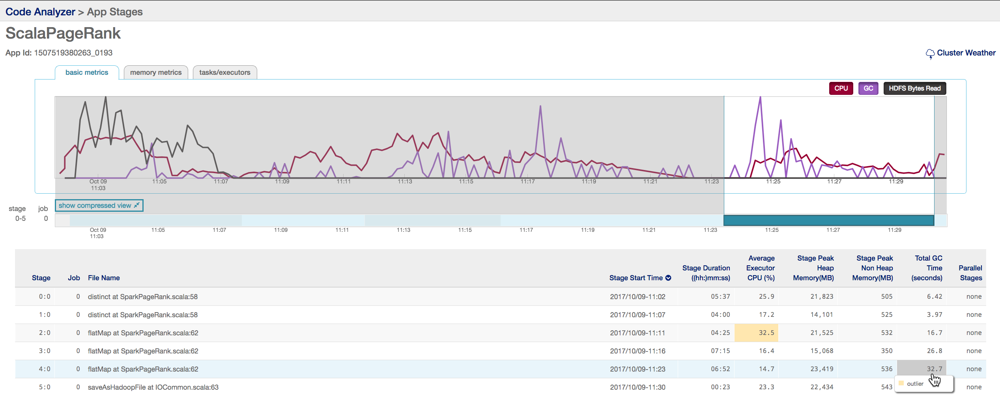 Code Analyzer > App Stages
ScalaPageRank
App Id: 1507519380263_0193
Cluster Weather
basic metrics memory metrics tasks/executors
CPU GC HDFS Bytes Read
Oct 09 11:05 11:07 11:09 11:11 11:13 11:15 11:17 11:19 11:21 11:23 11:25 11:27 11:29
11:03
show compressed view
stage job
0-5 0
Oct 09 11:05 11:07 11:09 11:11 11:13 11:15 11:17 11:19 11:21 11:23 11:25 11:27 11:29
11:03
Average Stage Peak Stage Peak Total GC
Stage Duration Executor Heap Non Heap Time Parallel
Stage Job File Name Stage Start Time ((hh:)mm:ss) CPU (%) Memory(MB) Memory(MB) (seconds) Stages
0:0 0 distinct at SparkPageRank.scala:58 2017/10/09-11:02 05:37 25.9 21,823 505 6.42 none
1:0 0 distinct at SparkPageRank.scala:58 2017/10/09-11:07 04:00 17.2 14,101 525 3.97 none
2:0 0 flatMap at SparkPageRank.scala:62 2017/10/09-11:11 04:25 32.5 21,525 532 16.7 none
3:0 0 flatMap at SparkPageRank.scala:62 2017/10/09-11:16 07:15 16.4 15,068 350 26.8 none
4:0 0 flatMap at SparkPageRank.scala:62 2017/10/09-11:23 06:52 14.7 23,419 536 32.7 none
5:0 0 saveAsHadoopFile at IOCommon.scala:63 2017/10/09-11:30 00:23 23.3 22,434 543 none
outlier